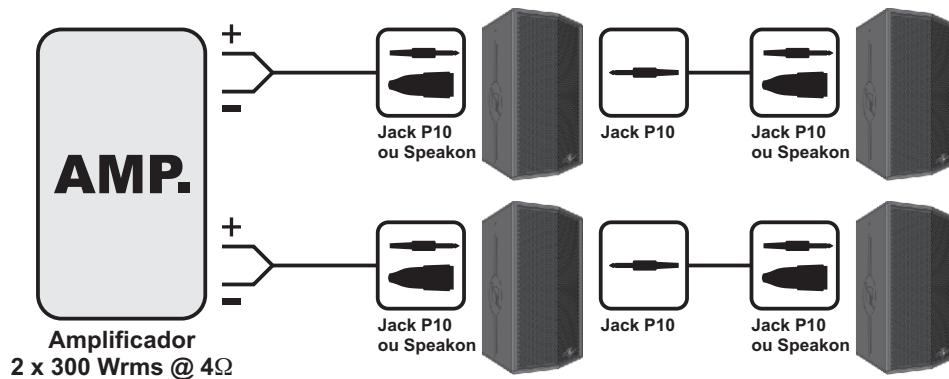 AMP.
Amplificador
2 x 300 Wrms @ 4Ω
+
-
Jack P10
ou Speakon
Jack P10
Jack P10
ou Speakon
+
-
Jack P10
ou Speakon
Jack P10
Jack P10
ou Speakon